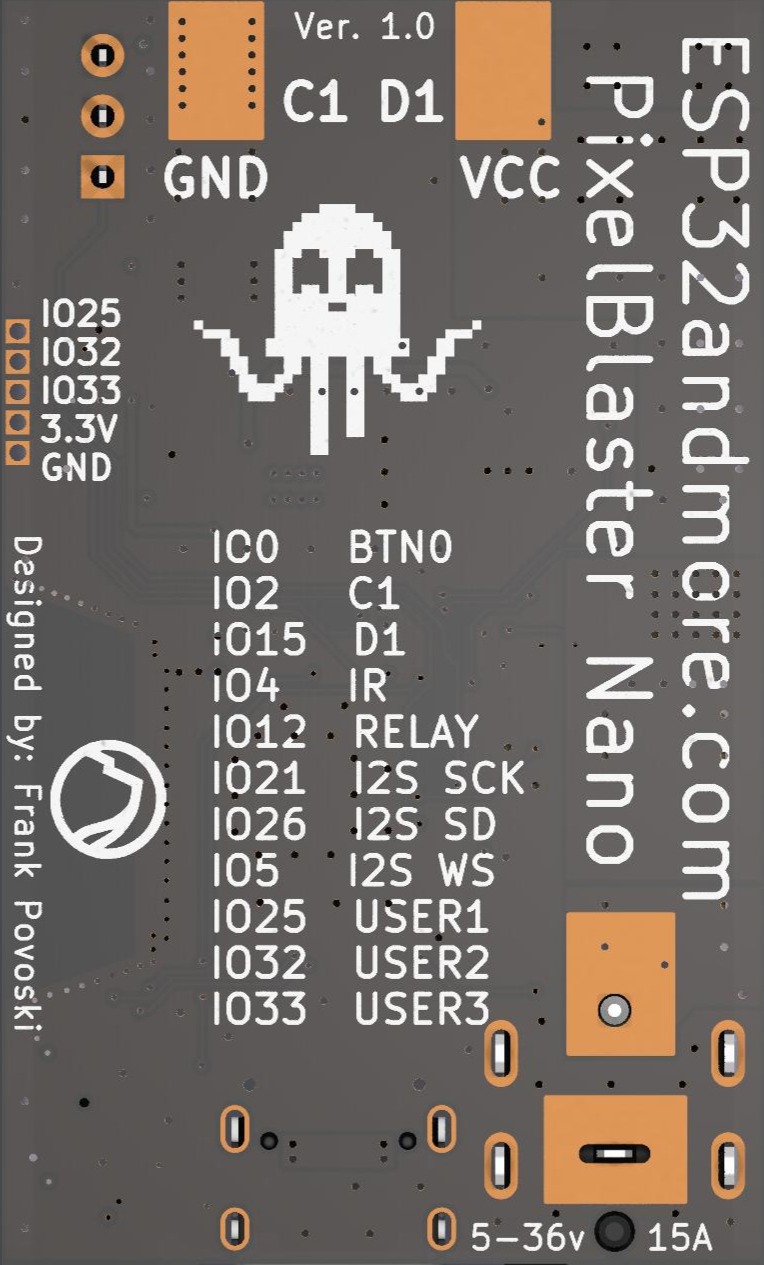 ESP32andmore.com
PixelBlaster Nano
5-36v 15A
VCC
Ver. 1.0
C1 D1
GND
IO0 BTN0
IO2 C1
IO15 D1
IO4 IR
IO12 RELAY
IO21 I2S SCK
IO26 I2S SD
IO5 I2S WS
IO25 USER1
IO32 USER2
IO33 USER3
IO25
IO32
IO33
3.3V
GND
Designed by: Frank Povoski